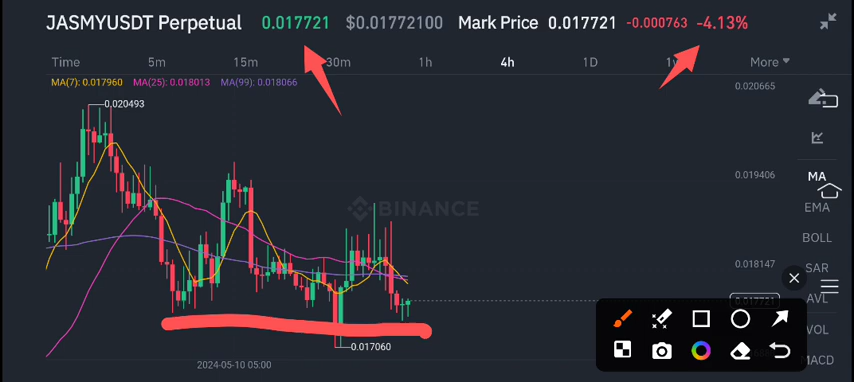 JASMYUSDT Perpetual 0.017721 $0.01772100 Mark Price 0.017721 -0.000763 -4.13%
Time 5m 15m 30m 1h 4h 1D 1w More
MA(7): 0.017960 MA(25): 0.018013 MA(99): 0.018066
0.020665
0.020493
0.019406
MA
EMA
BINANCE
BOLL
0.018147
SAR
0.017721
AVL
VOL
0.017060
MACD
2024-05-10 05:00